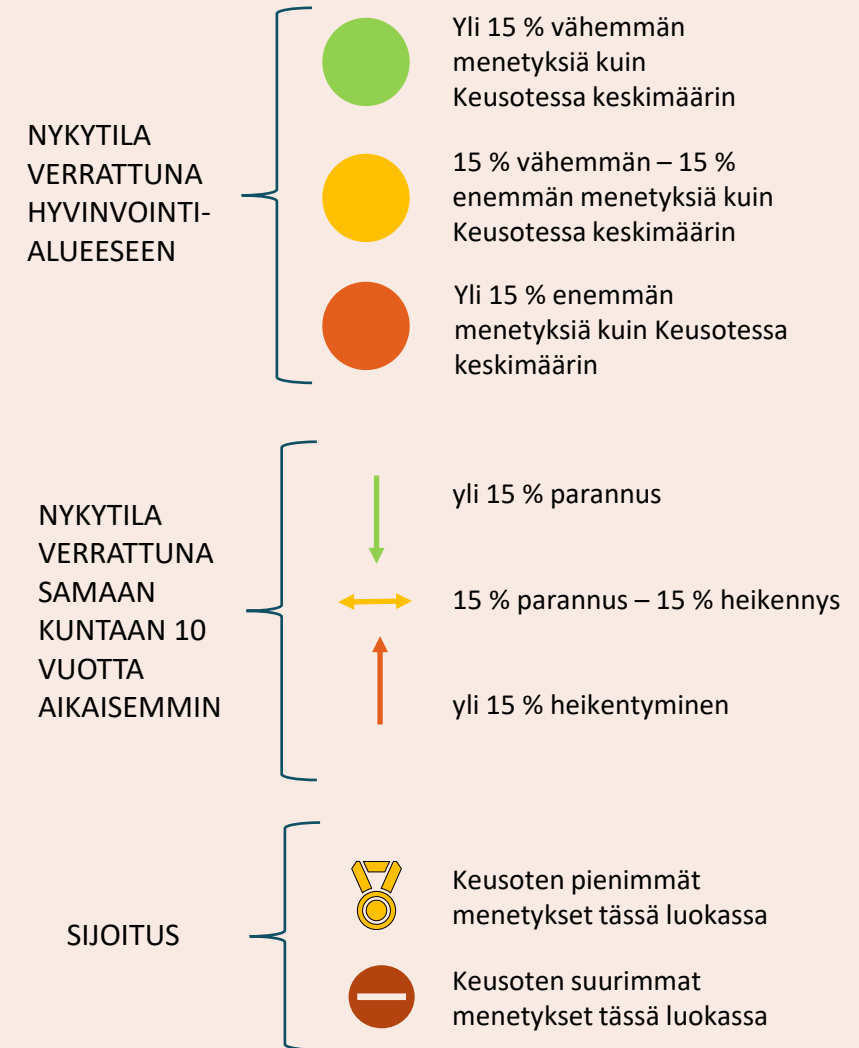 NYKYTILA
VERRATTUNA
HYVINVOINTI-
ALUEESEEN
Yli 15 % vähemmän
menetyksiä kuin
Keusotessa keskimäärin
15 % vähemmän – 15 %
enemmän menetyksiä kuin
Keusotessa keskimäärin
Yli 15 % enemmän
menetyksiä kuin Keusotessa
keskimäärin
NYKYTILA
VERRATTUNA
SAMAAN
KUNTAAN 10
VUOTTA
AIKAISEMMIN
yli 15 % parannus
15 % parannus – 15 % heikennys
yli 15 % heikentyminen
SIJOITUS
Keusoten pienimmät
menetykset tässä luokassa
Keusoten suurimmat
menetykset tässä luokassa